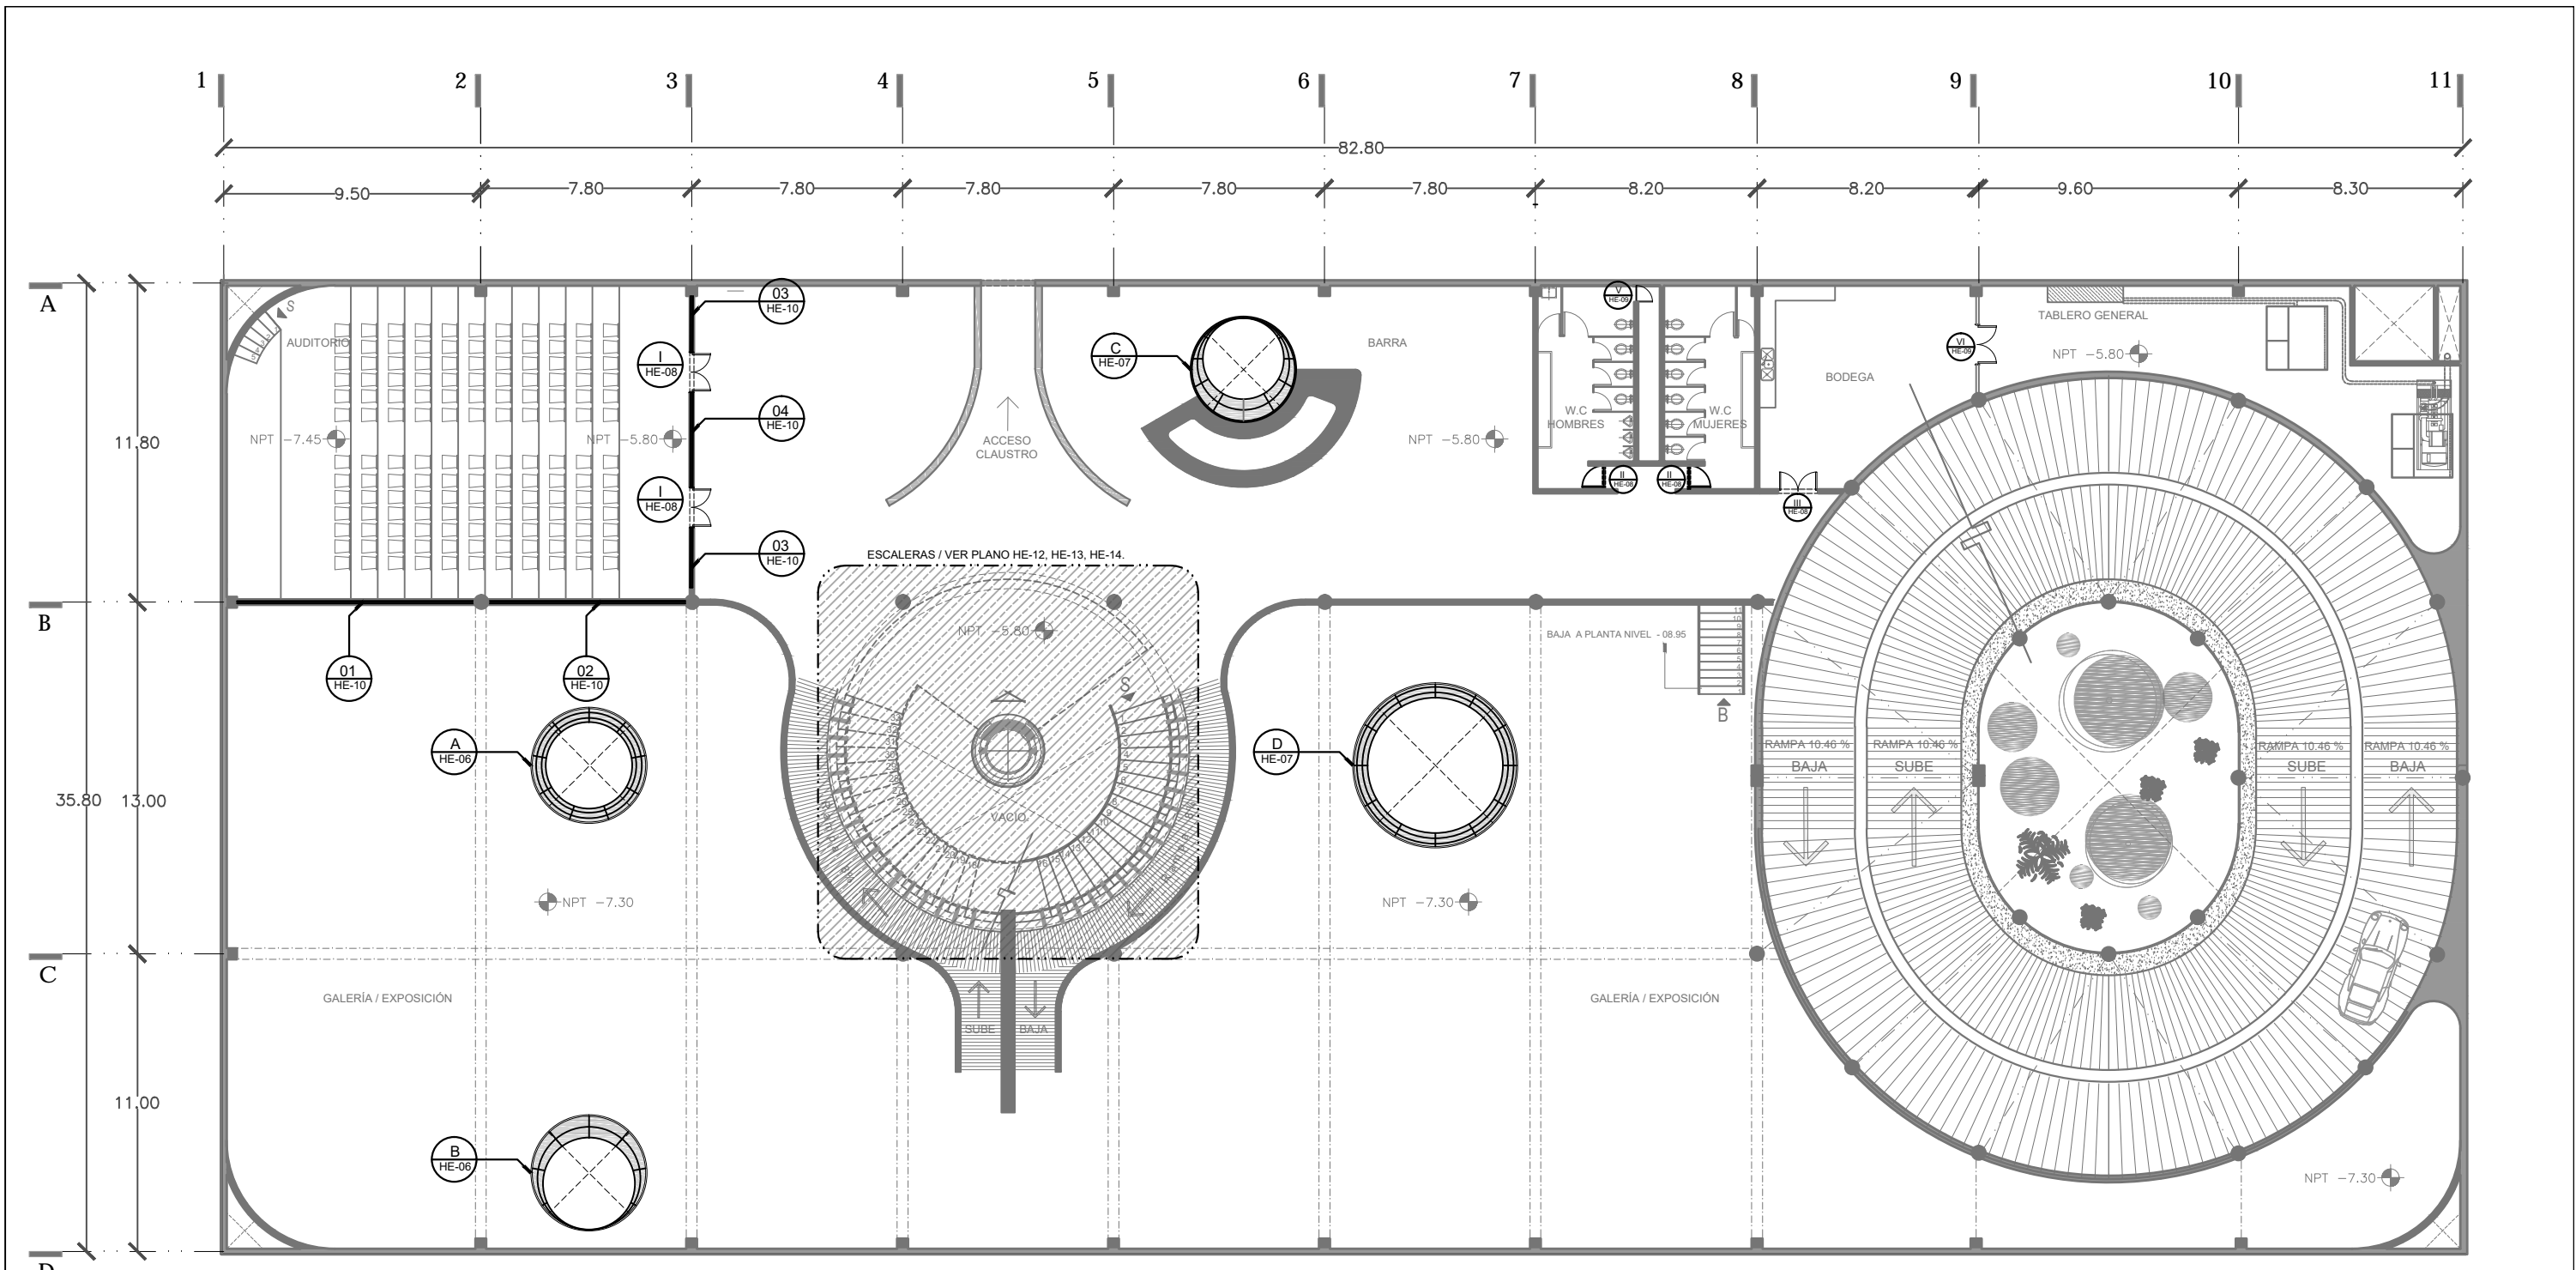 1 2 3 4 5 6 7 8 9 10 11
82.80
9.50 7.80 7.80 7.80 7.80 7.80 8.20 8.20 9.60 8.30
A
B
C
D
35.80
11.80
13.00
11.00
S
AUDITORIO
NPT -7.45
NPT -5.80
03
HE-10
I
HE-08
04
HE-10
I
HE-08
03
HE-10
01
HE-10
02
HE-10
ACCESO
CLAUSTRO
C
HE-07
BARRA
NPT -5.80
W.C
HOMBRES
W.C
MUJERES
V
HE-09
II
HE-08
II
HE-08
III
HE-08
BODEGA
VI
HE-09
TABLERO GENERAL
NPT -5.80
ESCALERAS / VER PLANO HE-12, HE-13, HE-14.
NPT -5.80
S
VACIO
SUBE
BAJA
A
HE-06
B
HE-06
D
HE-07
NPT -7.30
NPT -7.30
GALERÍA / EXPOSICIÓN
GALERÍA / EXPOSICIÓN
BAJA A PLANTA NIVEL - 08.95
B
RAMPA 10.46 %
BAJA
RAMPA 10.46 %
SUBE
RAMPA 10.46 %
SUBE
RAMPA 10.46 %
BAJA
NPT -7.30